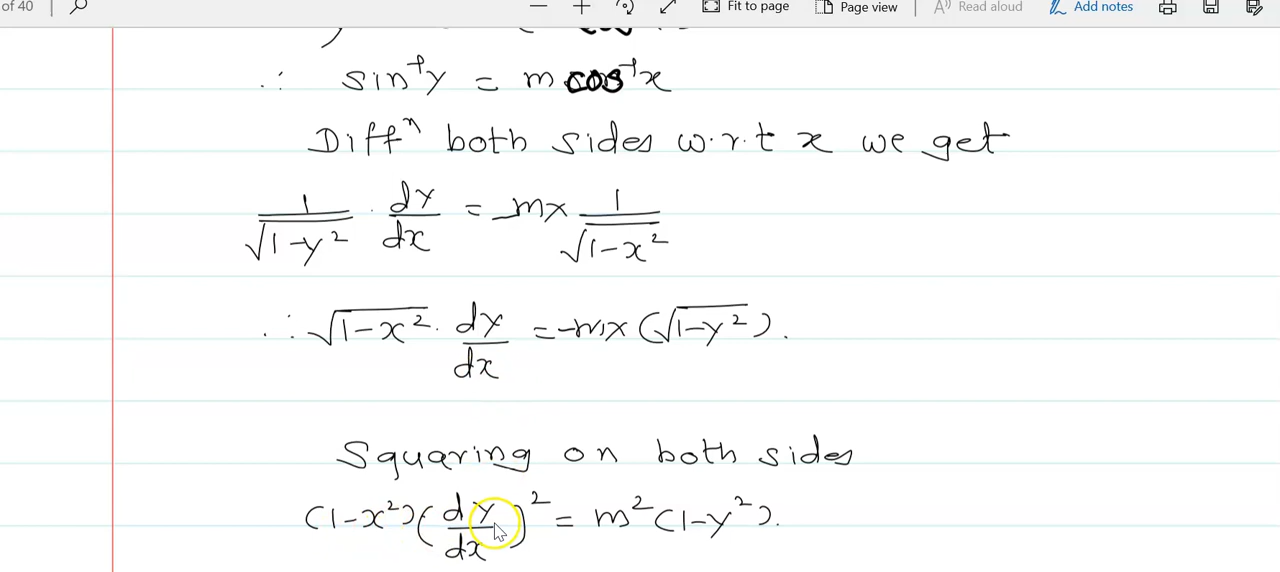 of 40 Fit to page Page view Read aloud Add notes
∴ sin⁻¹y = m cos⁻¹x
Diffⁿ both sides w.r.t x we get
1/√(1-y²) · dy/dx = -m× 1/√(1-x²)
∴ √(1-x²) · dy/dx = -m×(√(1-y²)).
Squaring on both sides
(1-x²)(dy/dx)² = m²(1-y²).